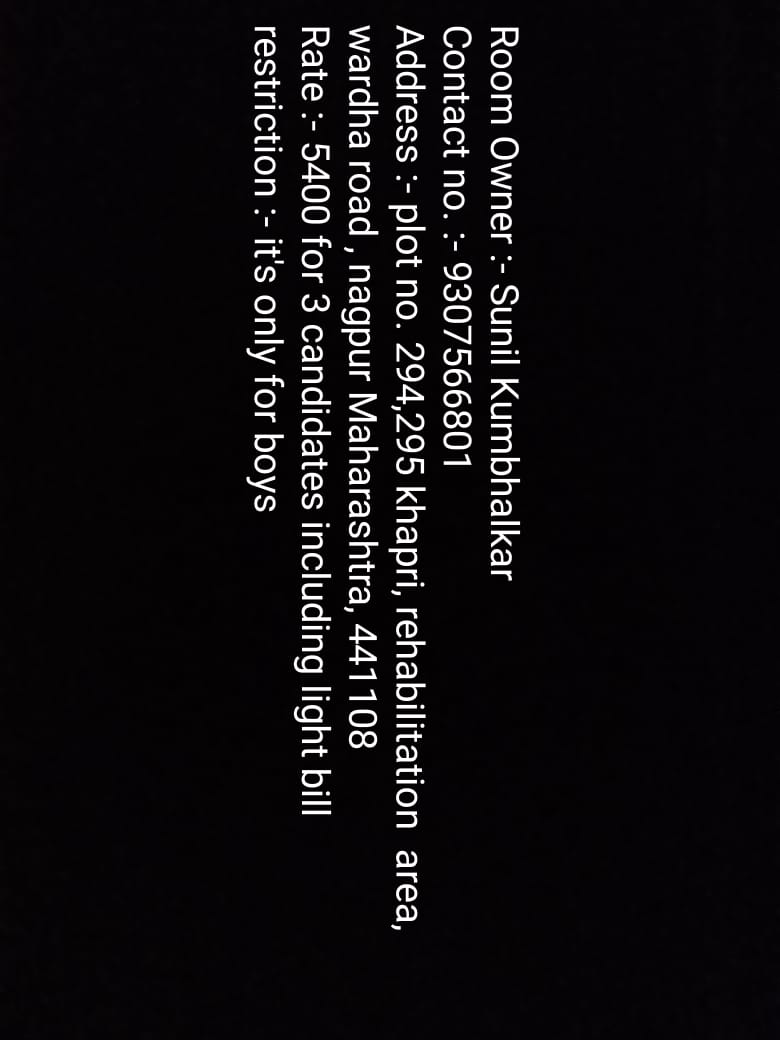 Room Owner :- Sunil Kumbhalkar
Contact no. :- 9307566801
Address :- plot no. 294,295 khapri, rehabilitation  area,
wardha road , nagpur Maharashtra, 441108
Rate :- 5400 for 3 candidates including light bill
restriction :- it's only for boys